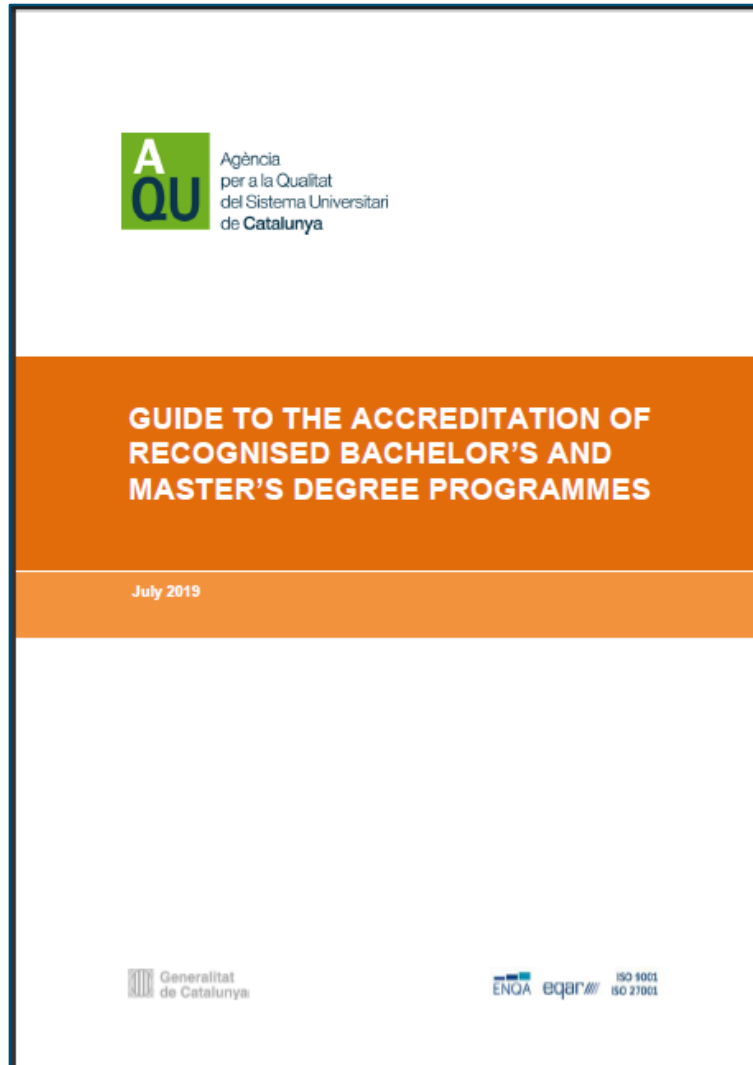 A
QU
Agència
per a la Qualitat
del Sistema Universitari
de Catalunya
GUIDE TO THE ACCREDITATION OF
RECOGNISED BACHELOR'S AND
MASTER'S DEGREE PROGRAMMES
July 2019
Generalitat
de Catalunya
ENQA eqar//// ISO 9001
ISO 27001